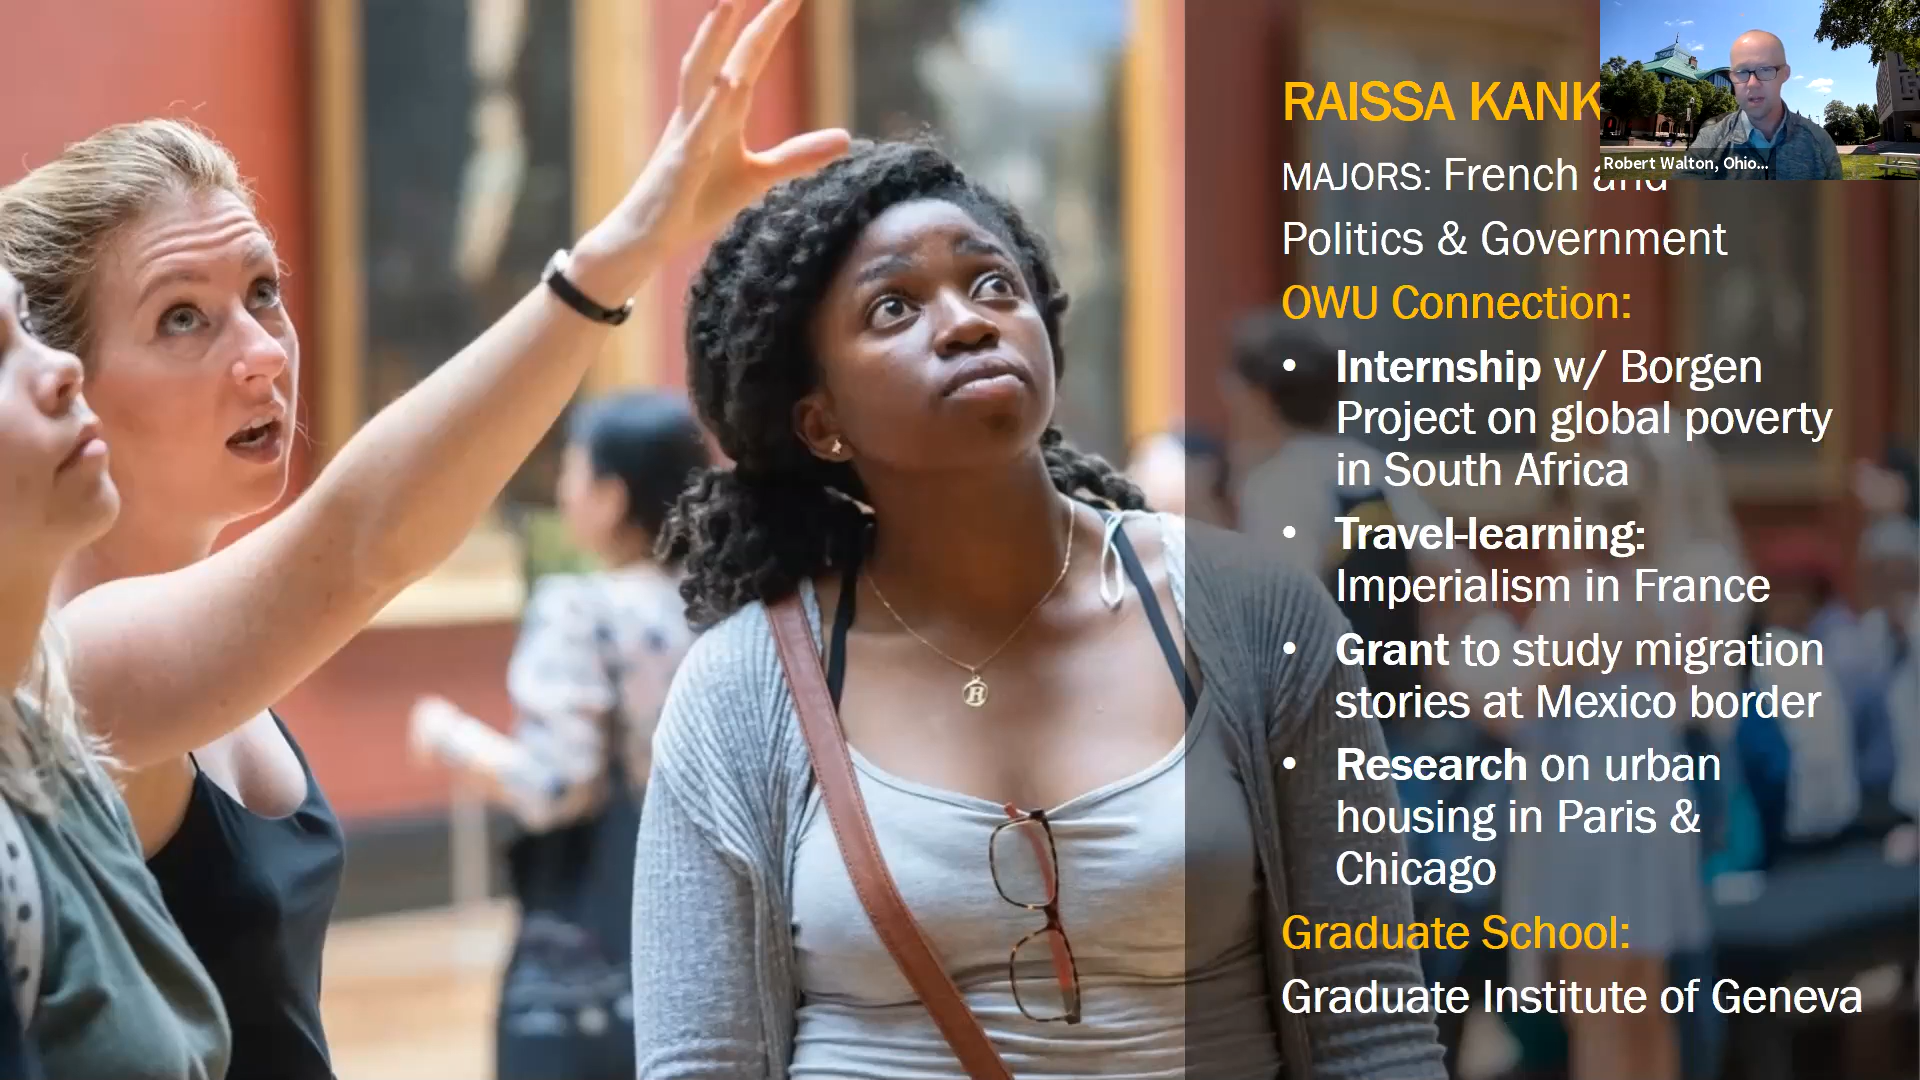 RAISSA KANK
MAJORS: French and
Politics & Government
OWU Connection:
• Internship w/ Borgen
Project on global poverty
in South Africa
• Travel-learning:
Imperialism in France
• Grant to study migration
stories at Mexico border
• Research on urban
housing in Paris &
Chicago
Graduate School:
Graduate Institute of Geneva
Robert Walton, Ohio...
R